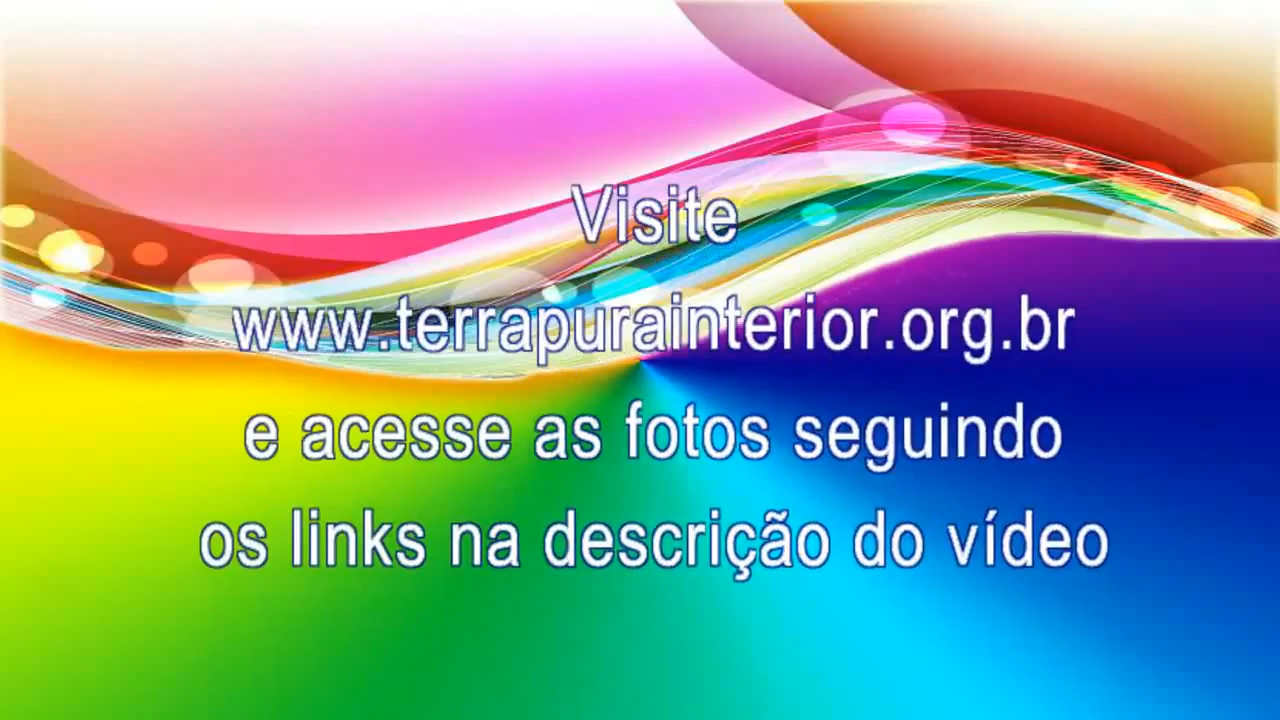 Visite
www.terrapurainterior.org.br
e acesse as fotos seguindo
os links na descrição do vídeo